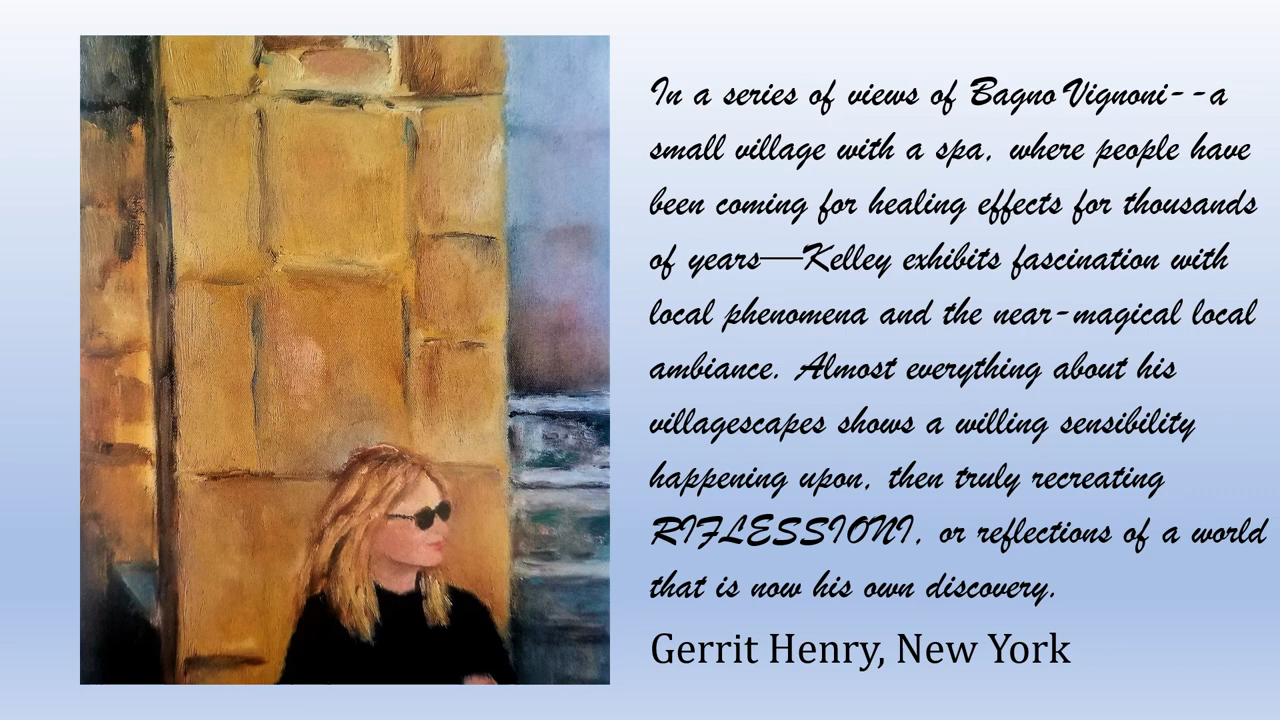 In a series of views of Bagno Vignoni--a
small village with a spa, where people have
been coming for healing effects for thousands
of years—Kelley exhibits fascination with
local phenomena and the near-magical local
ambiance. Almost everything about his
villagescapes shows a willing sensibility
happening upon, then truly recreating
RIFLESSIONI, or reflections of a world
that is now his own discovery.
Gerrit Henry, New York